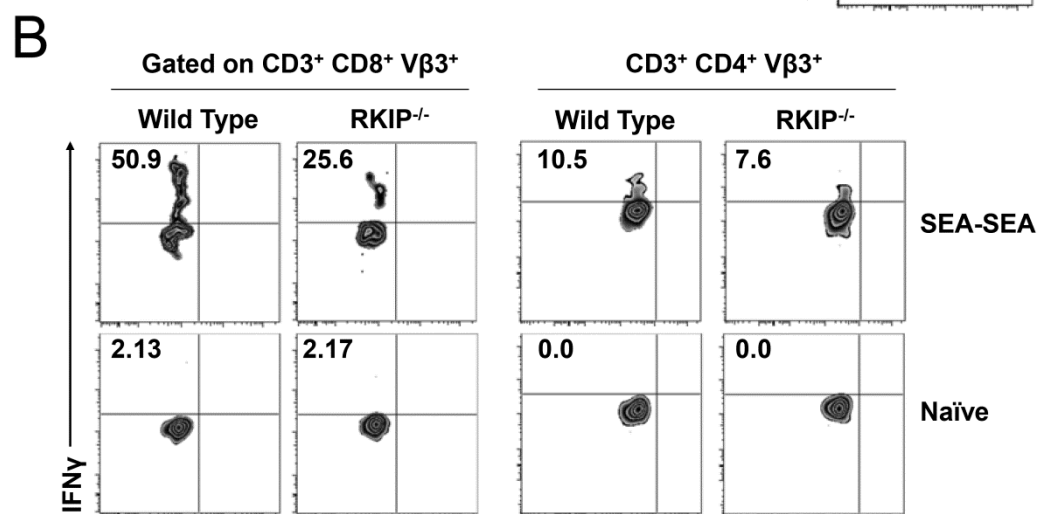 B
Gated on CD3⁺ CD8⁺ Vβ3⁺
CD3⁺ CD4⁺ Vβ3⁺
Wild Type
RKIP⁻/⁻
Wild Type
RKIP⁻/⁻
50.9
25.6
10.5
7.6
SEA-SEA
2.13
2.17
0.0
0.0
Naïve
IFNγ